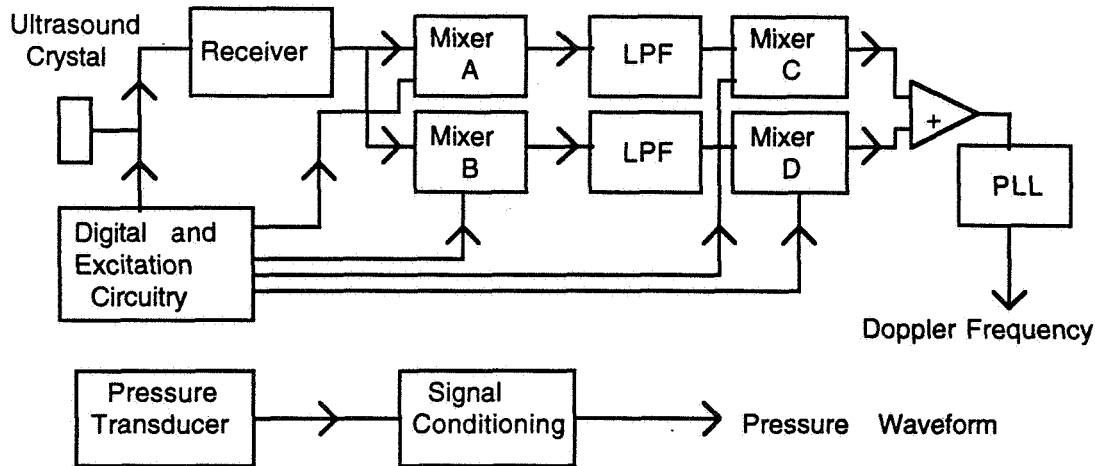 Ultrasound
Crystal
Receiver
Mixer
A
LPF
Mixer
C
Mixer
B
LPF
Mixer
D
+
PLL
Digital and
Excitation
Circuitry
Doppler Frequency
Pressure
Transducer
Signal
Conditioning
Pressure Waveform